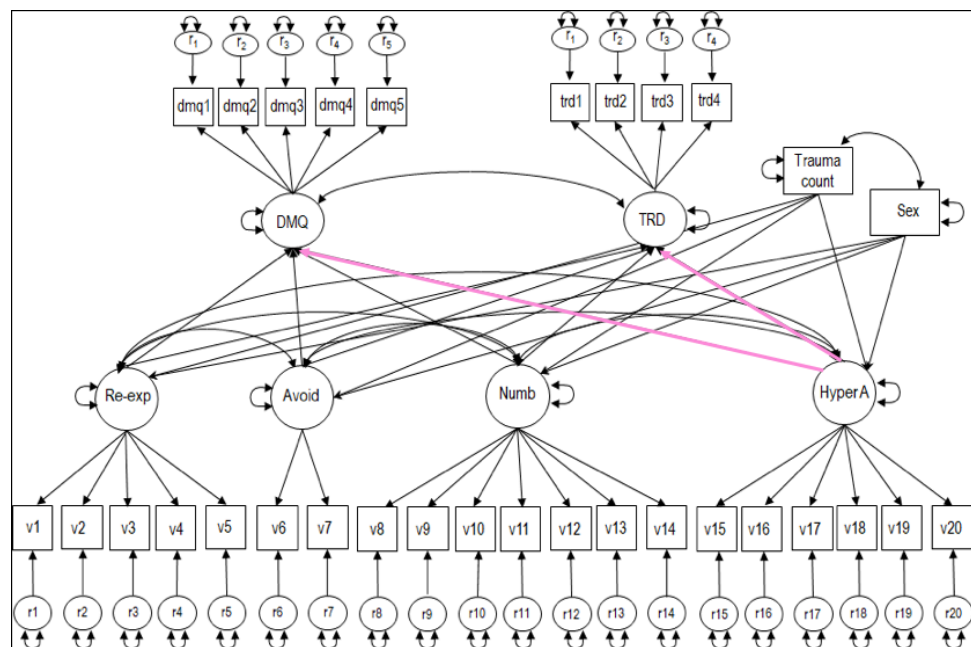 r1 r2 r3 r4 r5 r1 r2 r3 r4
dmq1 dmq2 dmq3 dmq4 dmq5 trd1 trd2 trd3 trd4
Trauma
count
Sex
DMQ TRD
Re-exp Avoid Numb Hyper A
v1 v2 v3 v4 v5 v6 v7 v8 v9 v10 v11 v12 v13 v14 v15 v16 v17 v18 v19 v20
r1 r2 r3 r4 r5 r6 r7 r8 r9 r10 r11 r12 r13 r14 r15 r16 r17 r18 r19 r20